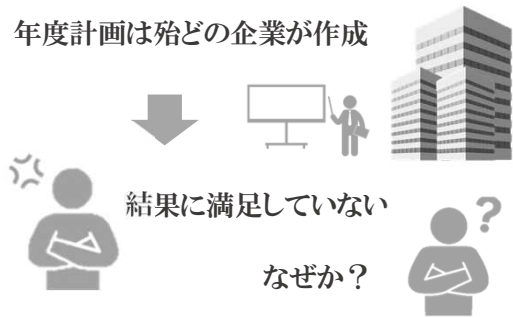 年度計画は殆どの企業が作成
結果に満足していない
なぜか？